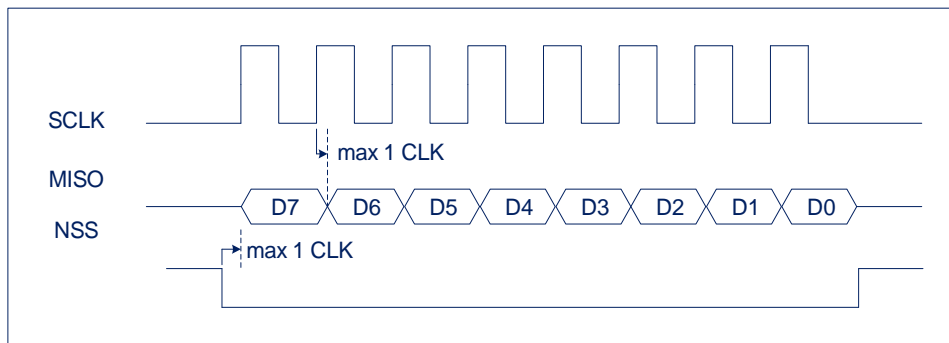 SCLK
max 1 CLK
MISO
D7 D6 D5 D4 D3 D2 D1 D0
NSS
max 1 CLK